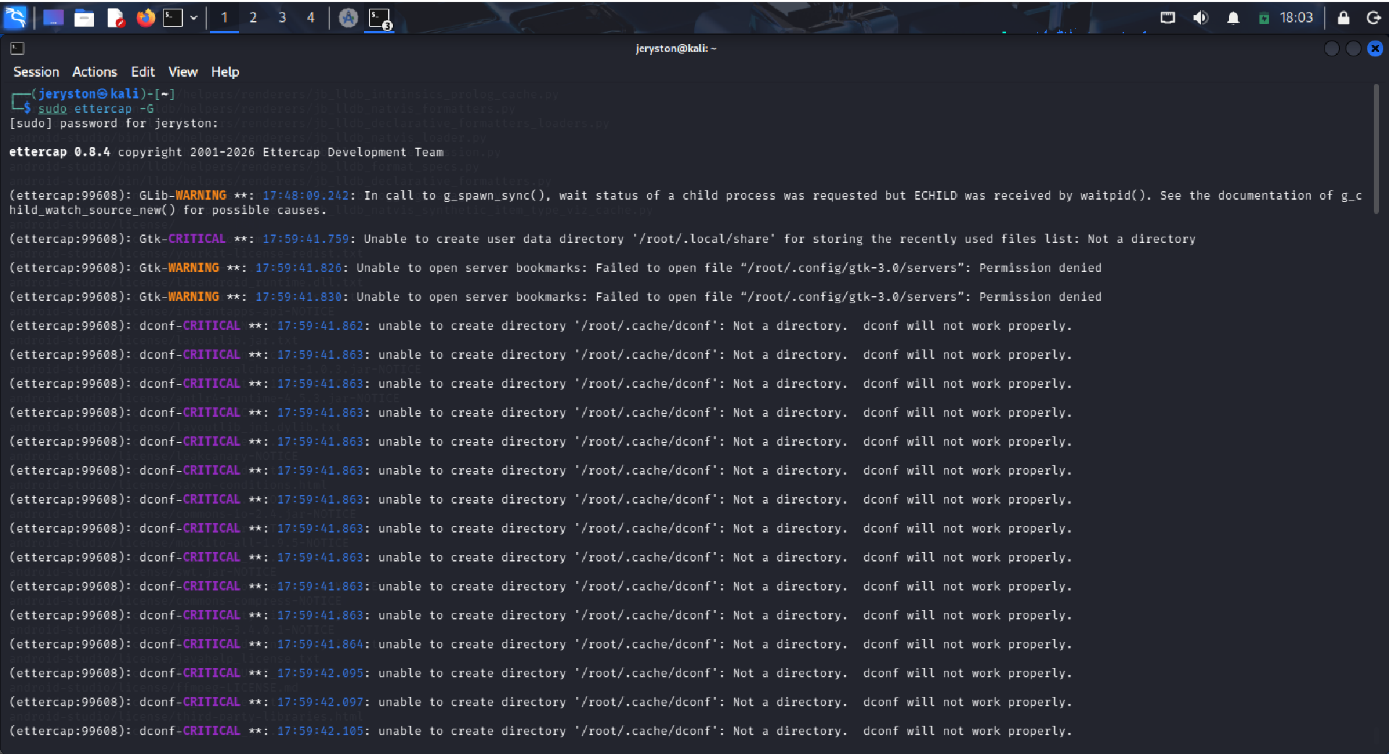 1 2 3 4
3
18:03
jeryston@kali: ~
Session Actions Edit View Help
┌──(jeryston㉿kali)-[~]
└─$ sudo ettercap -G
[sudo] password for jeryston:
ettercap 0.8.4 copyright 2001-2026 Ettercap Development Team
(ettercap:99608): GLib-WARNING **: 17:48:09.242: In call to g_spawn_sync(), wait status of a child process was requested but ECHILD was received by waitpid(). See the documentation of g_c
hild_watch_source_new() for possible causes.
(ettercap:99608): Gtk-CRITICAL **: 17:59:41.759: Unable to create user data directory '/root/.local/share' for storing the recently used files list: Not a directory
(ettercap:99608): Gtk-WARNING **: 17:59:41.826: Unable to open server bookmarks: Failed to open file “/root/.config/gtk-3.0/servers”: Permission denied
(ettercap:99608): Gtk-WARNING **: 17:59:41.830: Unable to open server bookmarks: Failed to open file “/root/.config/gtk-3.0/servers”: Permission denied
(ettercap:99608): dconf-CRITICAL **: 17:59:41.862: unable to create directory '/root/.cache/dconf': Not a directory.  dconf will not work properly.
(ettercap:99608): dconf-CRITICAL **: 17:59:41.863: unable to create directory '/root/.cache/dconf': Not a directory.  dconf will not work properly.
(ettercap:99608): dconf-CRITICAL **: 17:59:41.863: unable to create directory '/root/.cache/dconf': Not a directory.  dconf will not work properly.
(ettercap:99608): dconf-CRITICAL **: 17:59:41.863: unable to create directory '/root/.cache/dconf': Not a directory.  dconf will not work properly.
(ettercap:99608): dconf-CRITICAL **: 17:59:41.863: unable to create directory '/root/.cache/dconf': Not a directory.  dconf will not work properly.
(ettercap:99608): dconf-CRITICAL **: 17:59:41.863: unable to create directory '/root/.cache/dconf': Not a directory.  dconf will not work properly.
(ettercap:99608): dconf-CRITICAL **: 17:59:41.863: unable to create directory '/root/.cache/dconf': Not a directory.  dconf will not work properly.
(ettercap:99608): dconf-CRITICAL **: 17:59:41.863: unable to create directory '/root/.cache/dconf': Not a directory.  dconf will not work properly.
(ettercap:99608): dconf-CRITICAL **: 17:59:41.863: unable to create directory '/root/.cache/dconf': Not a directory.  dconf will not work properly.
(ettercap:99608): dconf-CRITICAL **: 17:59:41.863: unable to create directory '/root/.cache/dconf': Not a directory.  dconf will not work properly.
(ettercap:99608): dconf-CRITICAL **: 17:59:41.863: unable to create directory '/root/.cache/dconf': Not a directory.  dconf will not work properly.
(ettercap:99608): dconf-CRITICAL **: 17:59:41.864: unable to create directory '/root/.cache/dconf': Not a directory.  dconf will not work properly.
(ettercap:99608): dconf-CRITICAL **: 17:59:42.095: unable to create directory '/root/.cache/dconf': Not a directory.  dconf will not work properly.
(ettercap:99608): dconf-CRITICAL **: 17:59:42.097: unable to create directory '/root/.cache/dconf': Not a directory.  dconf will not work properly.
(ettercap:99608): dconf-CRITICAL **: 17:59:42.105: unable to create directory '/root/.cache/dconf': Not a directory.  dconf will not work properly.